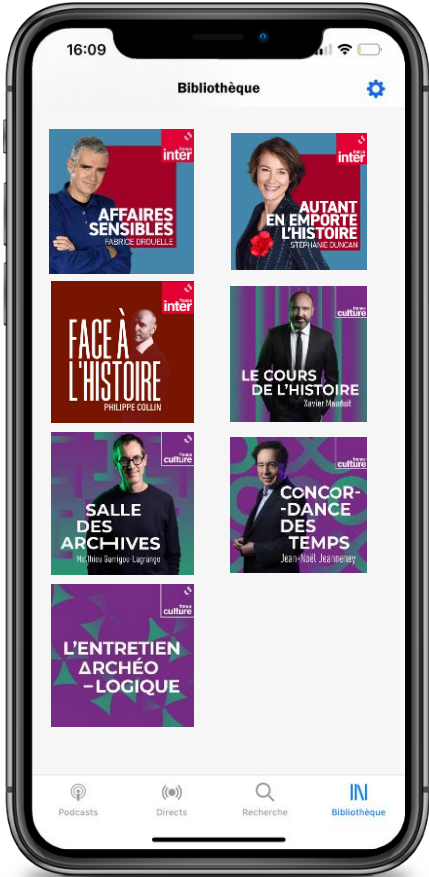 16:09
Bibliothèque
france
inter
AFFAIRES
SENSIBLES
FABRICE DROUELLE
france
inter
AUTANT
EN EMPORTE
L'HISTOIRE
STÉPHANIE DUNCAN
france
inter
FACE À
L'HISTOIRE
PHILIPPE COLLIN
france
culture
LE COURS
DE L'HISTOIRE
Xavier Mauduit
france
culture
SALLE
DES
ARCHIVES
Matthieu Garrigou-Lagrange
france
culture
CONCOR-
-DANCE
DES
TEMPS
Jean-Noël Jeanneney
france
culture
L'ENTRETIEN
ARCHÉO
-LOGIQUE
Podcasts
Directs
Recherche
Bibliothèque